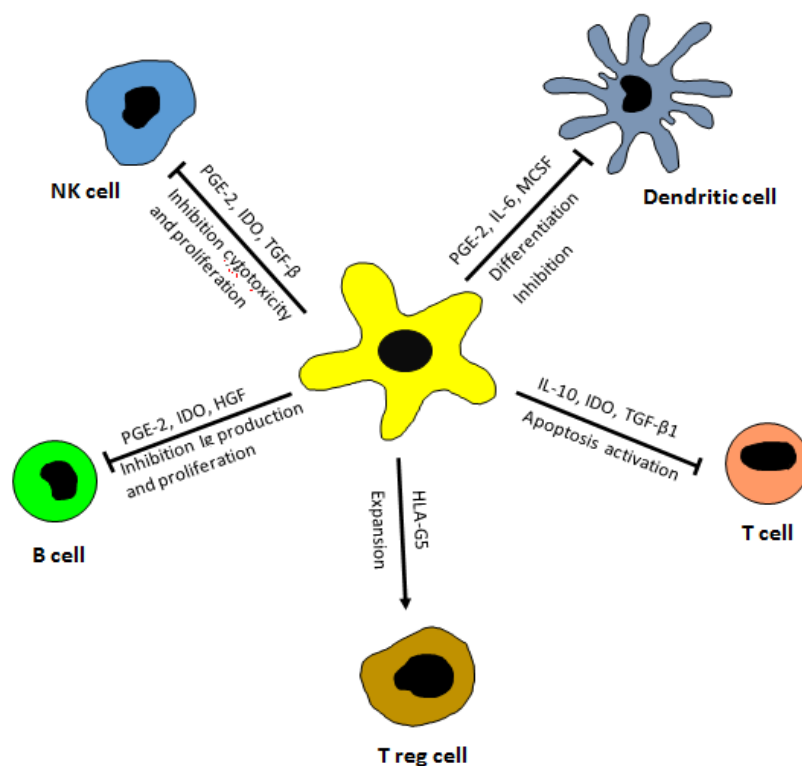 NK cell
PGE-2, IDO, TGF-β
Inhibition cytotoxicity
and proliferation
Dendritic cell
PGE-2, IL-6, MCSF
Differentiation
Inhibition
PGE-2, IDO, HGF
Inhibition Ig production
and proliferation
B cell
IL-10, IDO, TGF-β1
Apoptosis activation
T cell
HLA-G5
Expansion
T reg cell